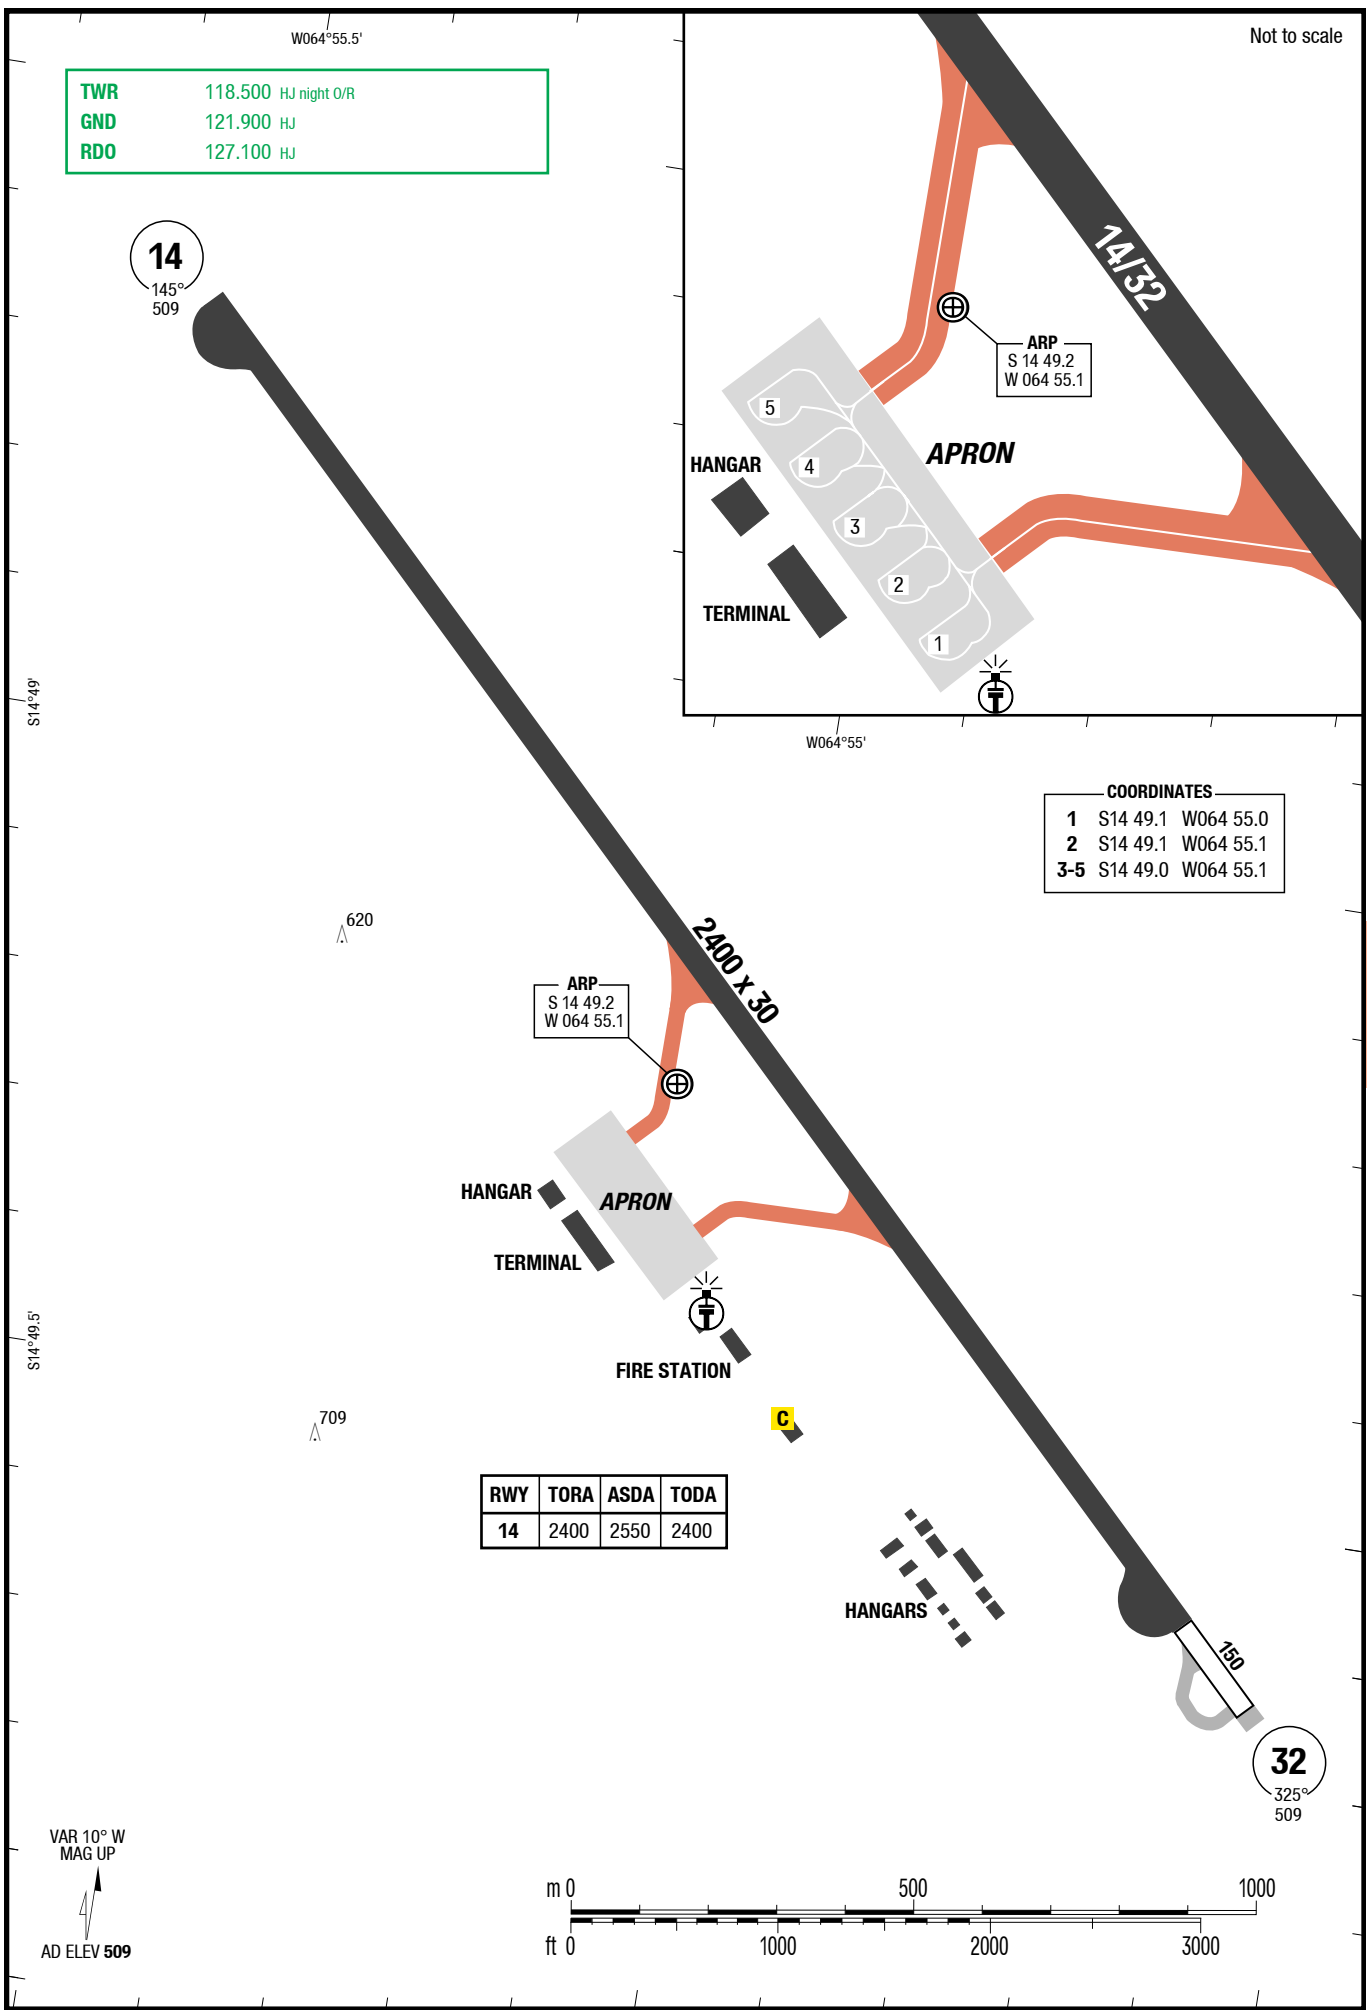 W064°55.5'
Not to scale
TWR 118.500 HJ night O/R
GND 121.900 HJ
RDO 127.100 HJ
14
145°
509
14/32
ARP
S 14 49.2
W 064 55.1
5
APRON
HANGAR
4
3
2
TERMINAL
1
S14°49'
W064°55'
COORDINATES
1 S14 49.1 W064 55.0
2 S14 49.1 W064 55.1
3-5 S14 49.0 W064 55.1
620
2400 x 30
ARP
S 14 49.2
W 064 55.1
HANGAR
APRON
TERMINAL
S14°49.5'
FIRE STATION
709
C
RWY TORA ASDA TODA
14 2400 2550 2400
HANGARS
150
32
325°
509
VAR 10° W
MAG UP
AD ELEV 509
m 0 500 1000
ft 0 1000 2000 3000